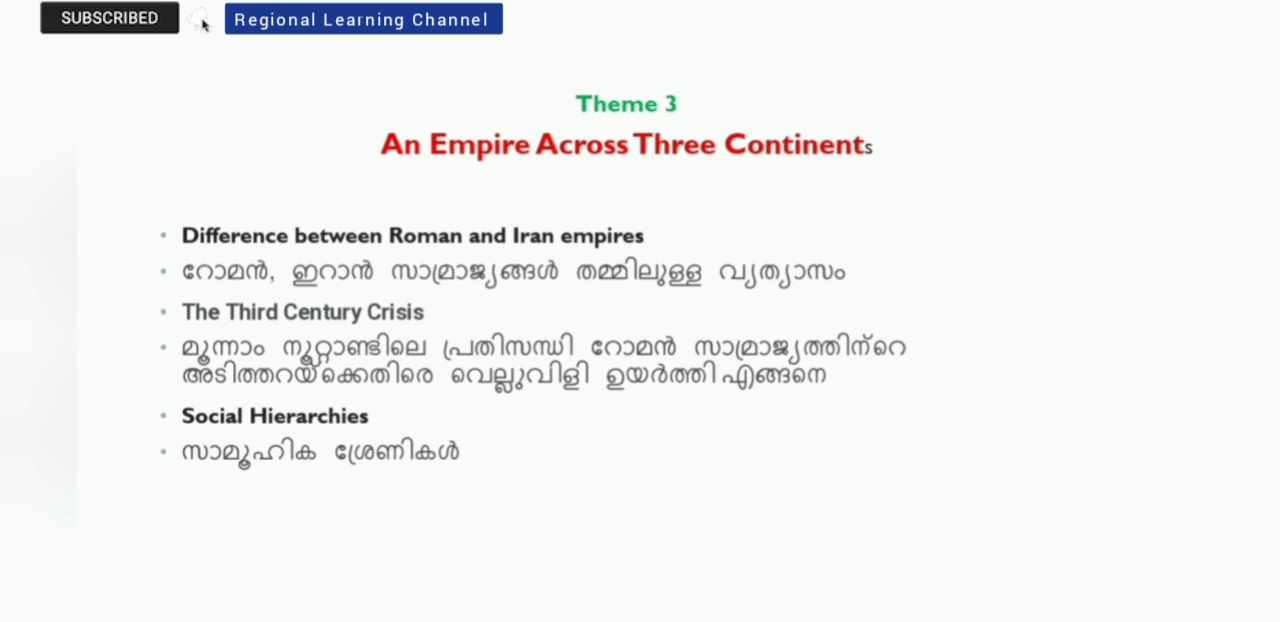 SUBSCRIBED
Regional Learning Channel
Theme 3
An Empire Across Three Continents
• Difference between Roman and Iran empires
• റോമൻ, ഇറാൻ സാമ്രാജ്യങ്ങൾ തമ്മിലുള്ള വ്യത്യാസം
• The Third Century Crisis
• മൂന്നാം നൂറ്റാണ്ടിലെ പ്രതിസന്ധി റോമൻ സാമ്രാജ്യത്തിന്റെ
അടിത്തറയ്ക്കെതിരെ വെല്ലുവിളി ഉയർത്തി എങ്ങനെ
• Social Hierarchies
• സാമൂഹിക ശ്രേണികൾ